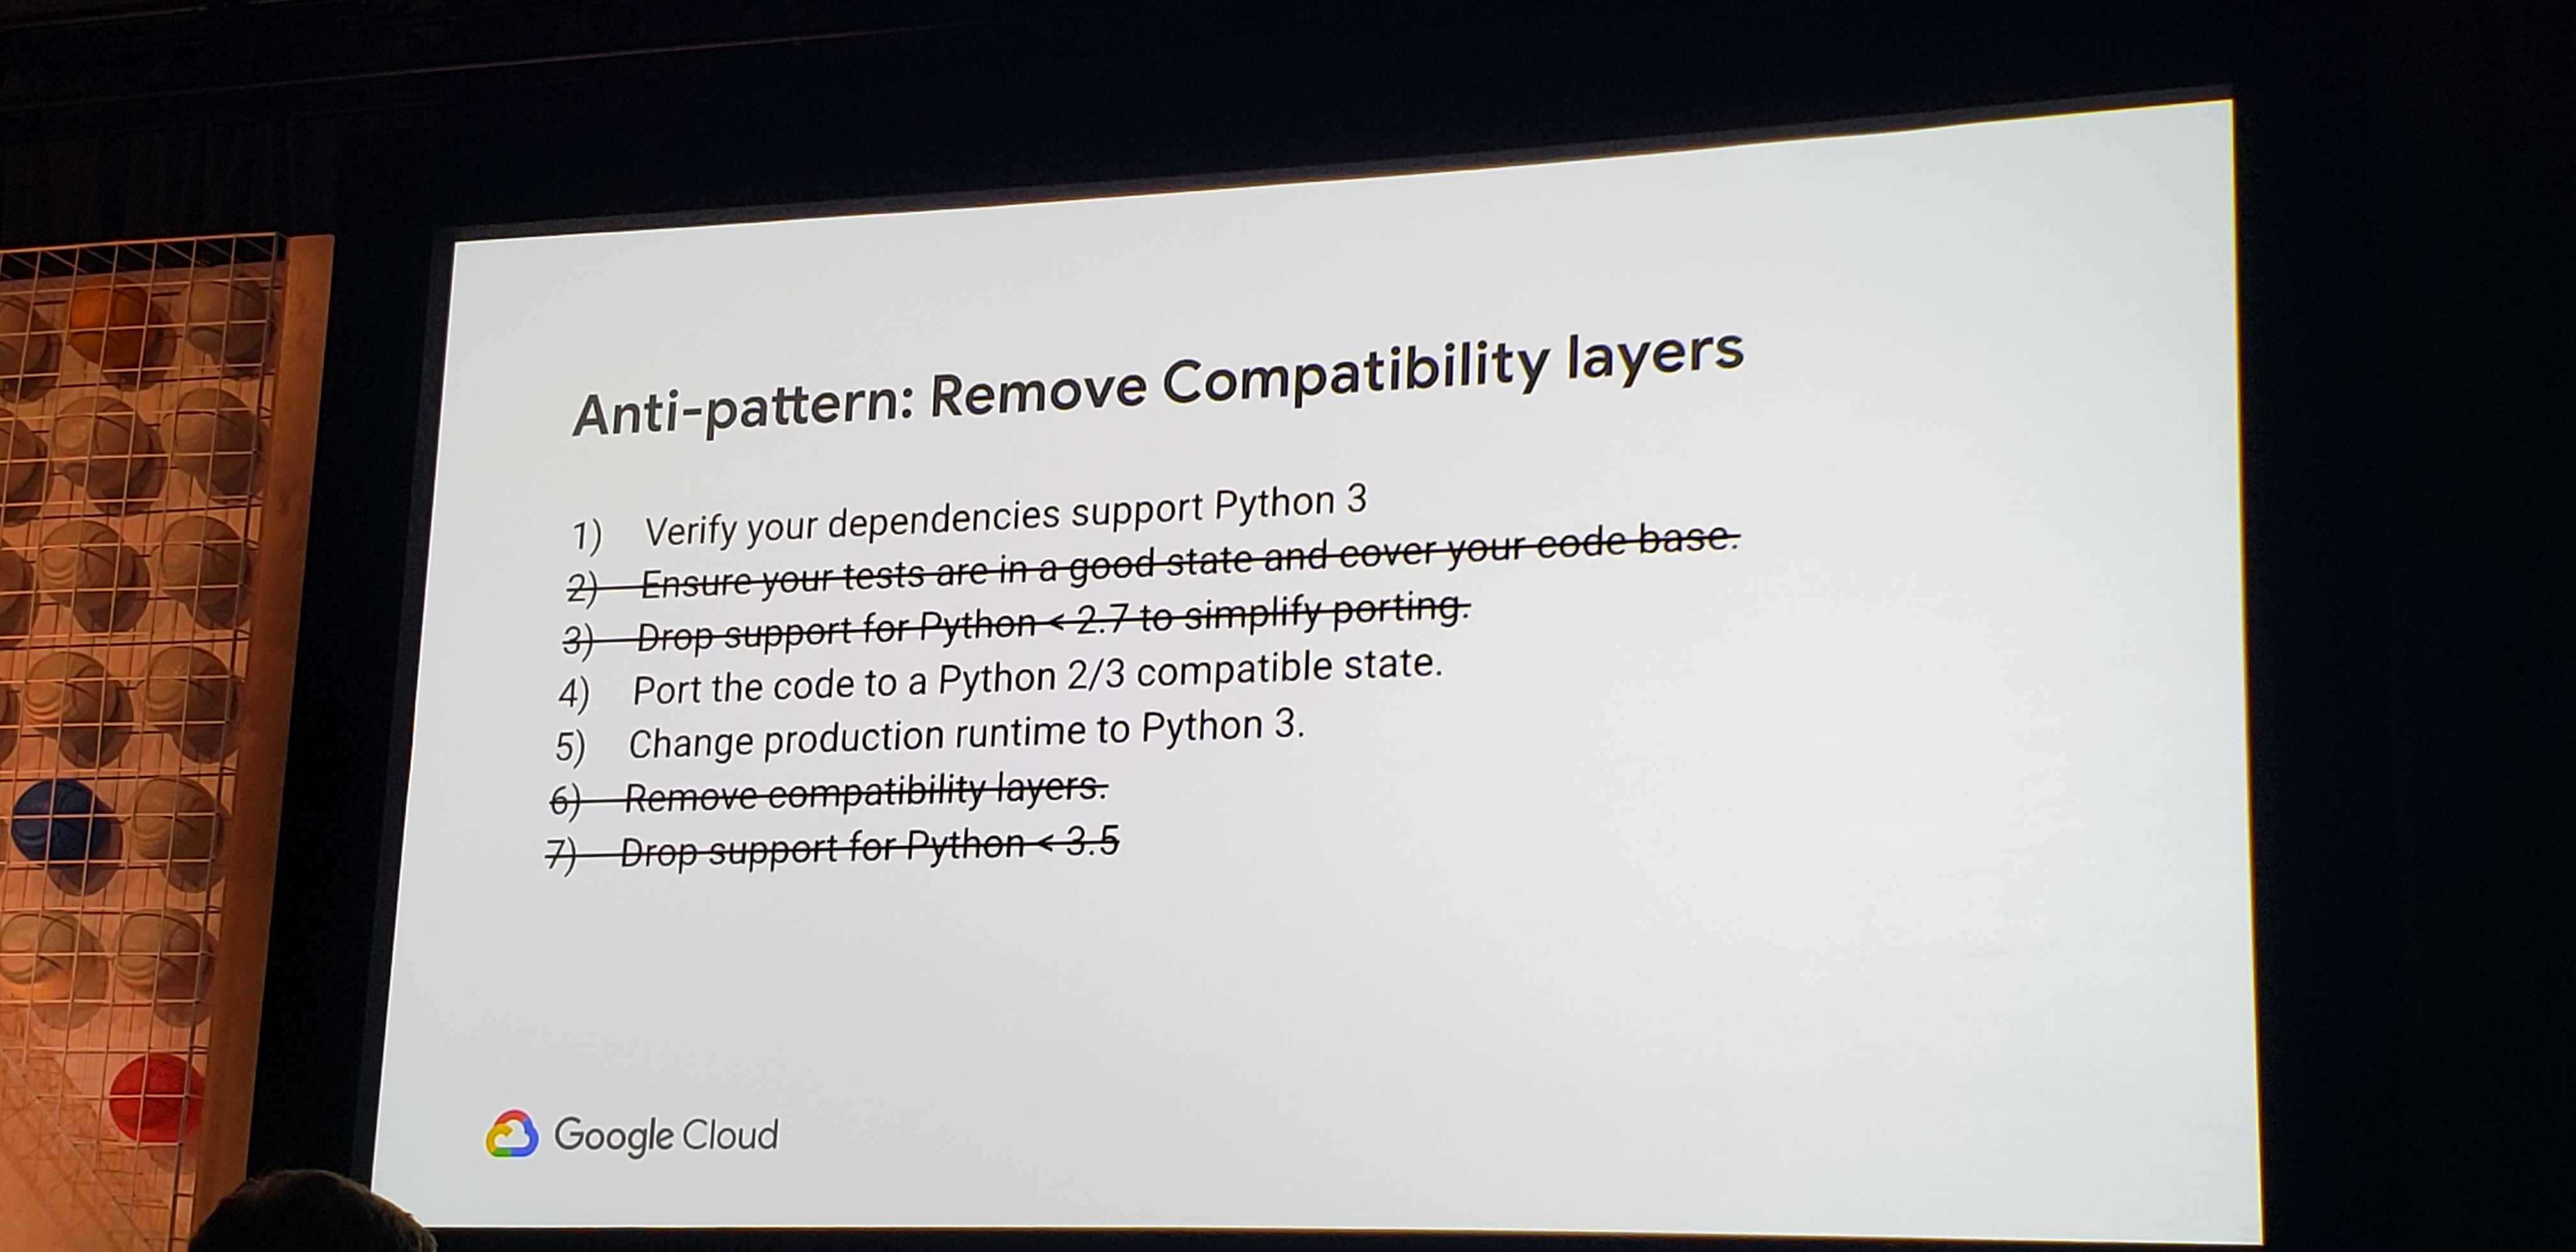 Anti-pattern: Remove Compatibility layers
1) Verify your dependencies support Python 3
2) Ensure your tests are in a good state and cover your code base.
3) Drop support for Python < 2.7 to simplify porting.
4) Port the code to a Python 2/3 compatible state.
5) Change production runtime to Python 3.
6) Remove compatibility layers.
7) Drop support for Python < 3.5
Google Cloud